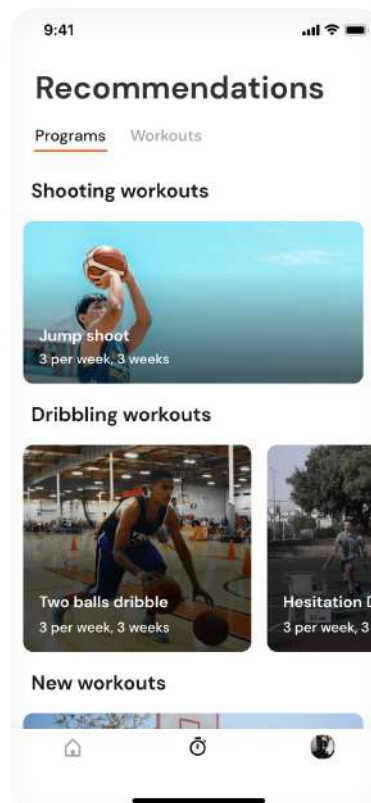 9:41
Recommendations
Programs Workouts
Shooting workouts
Jump shoot
3 per week, 3 weeks
Dribbling workouts
Two balls dribble
3 per week, 3 weeks
Hesitation
3 per week, 3
New workouts